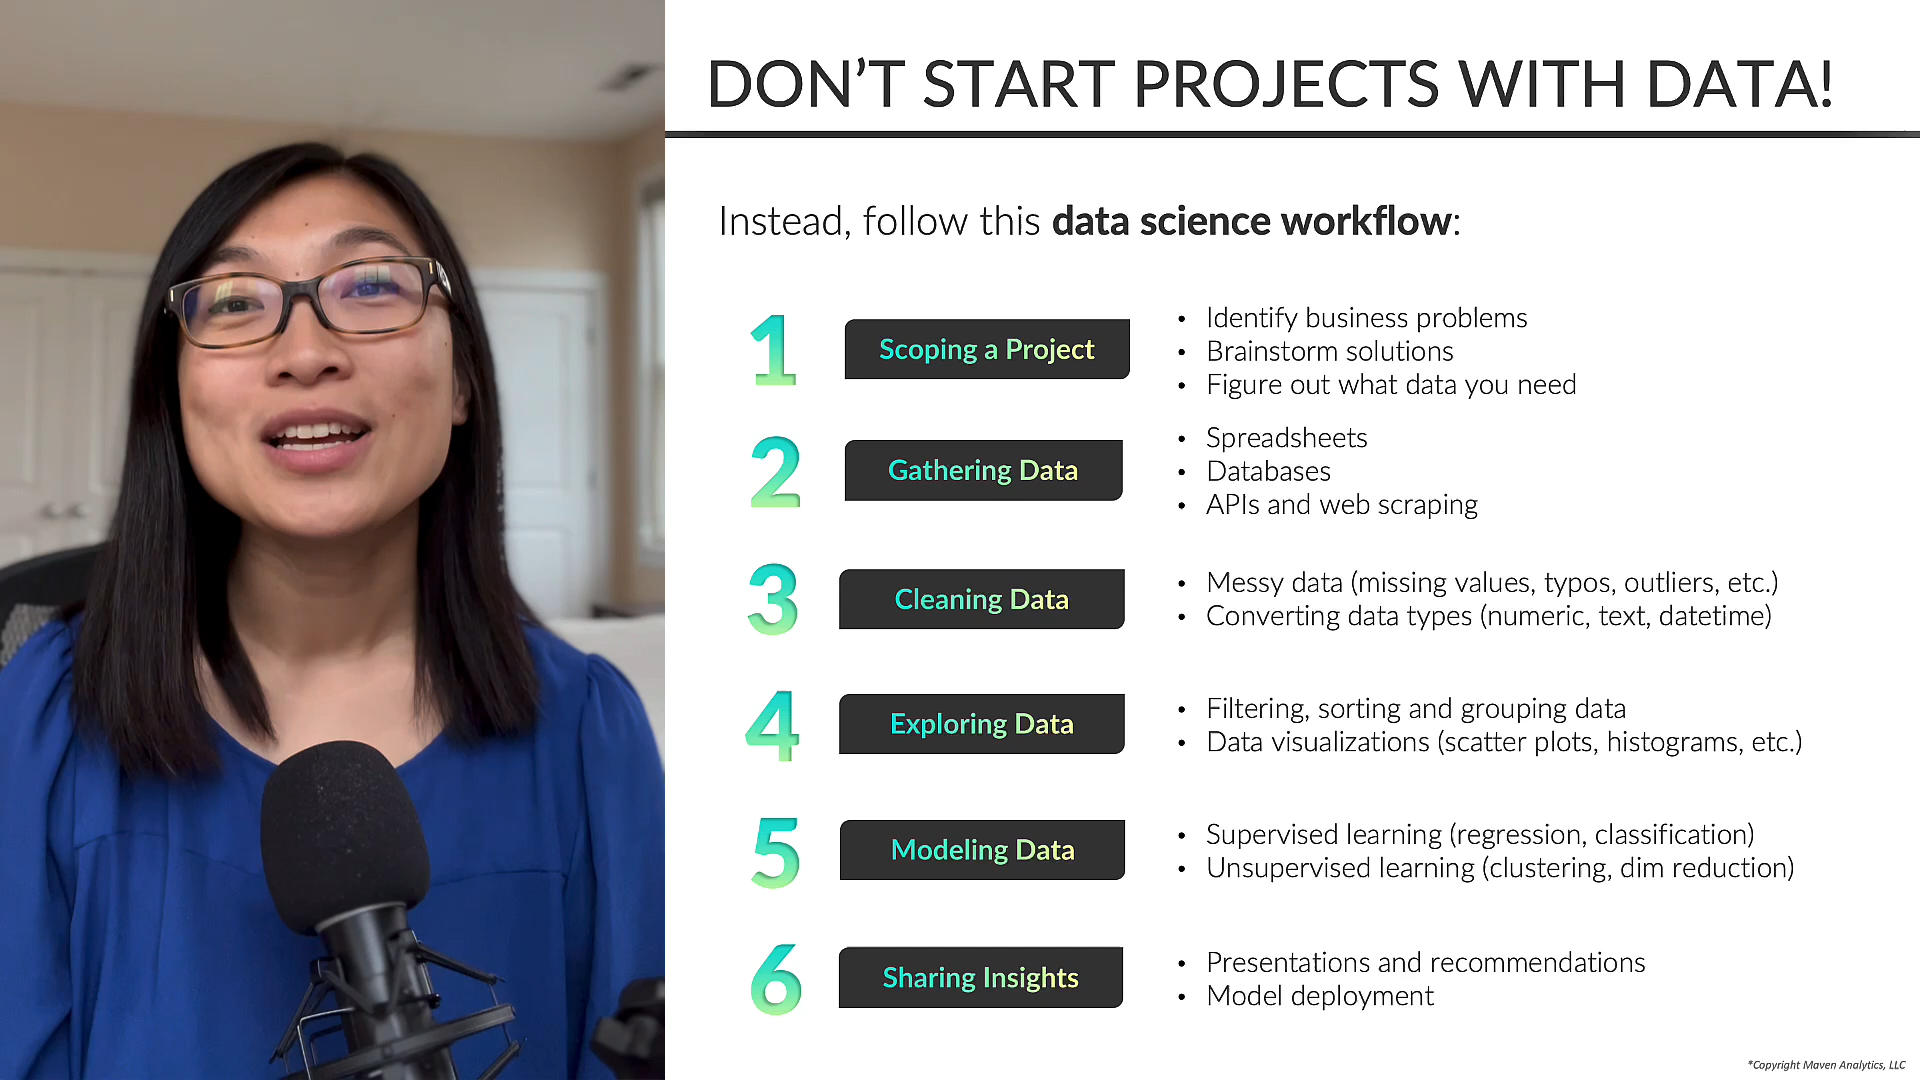 DON’T START PROJECTS WITH DATA!
Instead, follow this data science workflow:
1
Scoping a Project
• Identify business problems
• Brainstorm solutions
• Figure out what data you need
2
Gathering Data
• Spreadsheets
• Databases
• APIs and web scraping
3
Cleaning Data
• Messy data (missing values, typos, outliers, etc.)
• Converting data types (numeric, text, datetime)
4
Exploring Data
• Filtering, sorting and grouping data
• Data visualizations (scatter plots, histograms, etc.)
5
Modeling Data
• Supervised learning (regression, classification)
• Unsupervised learning (clustering, dim reduction)
6
Sharing Insights
• Presentations and recommendations
• Model deployment
*Copyright Maven Analytics, LLC